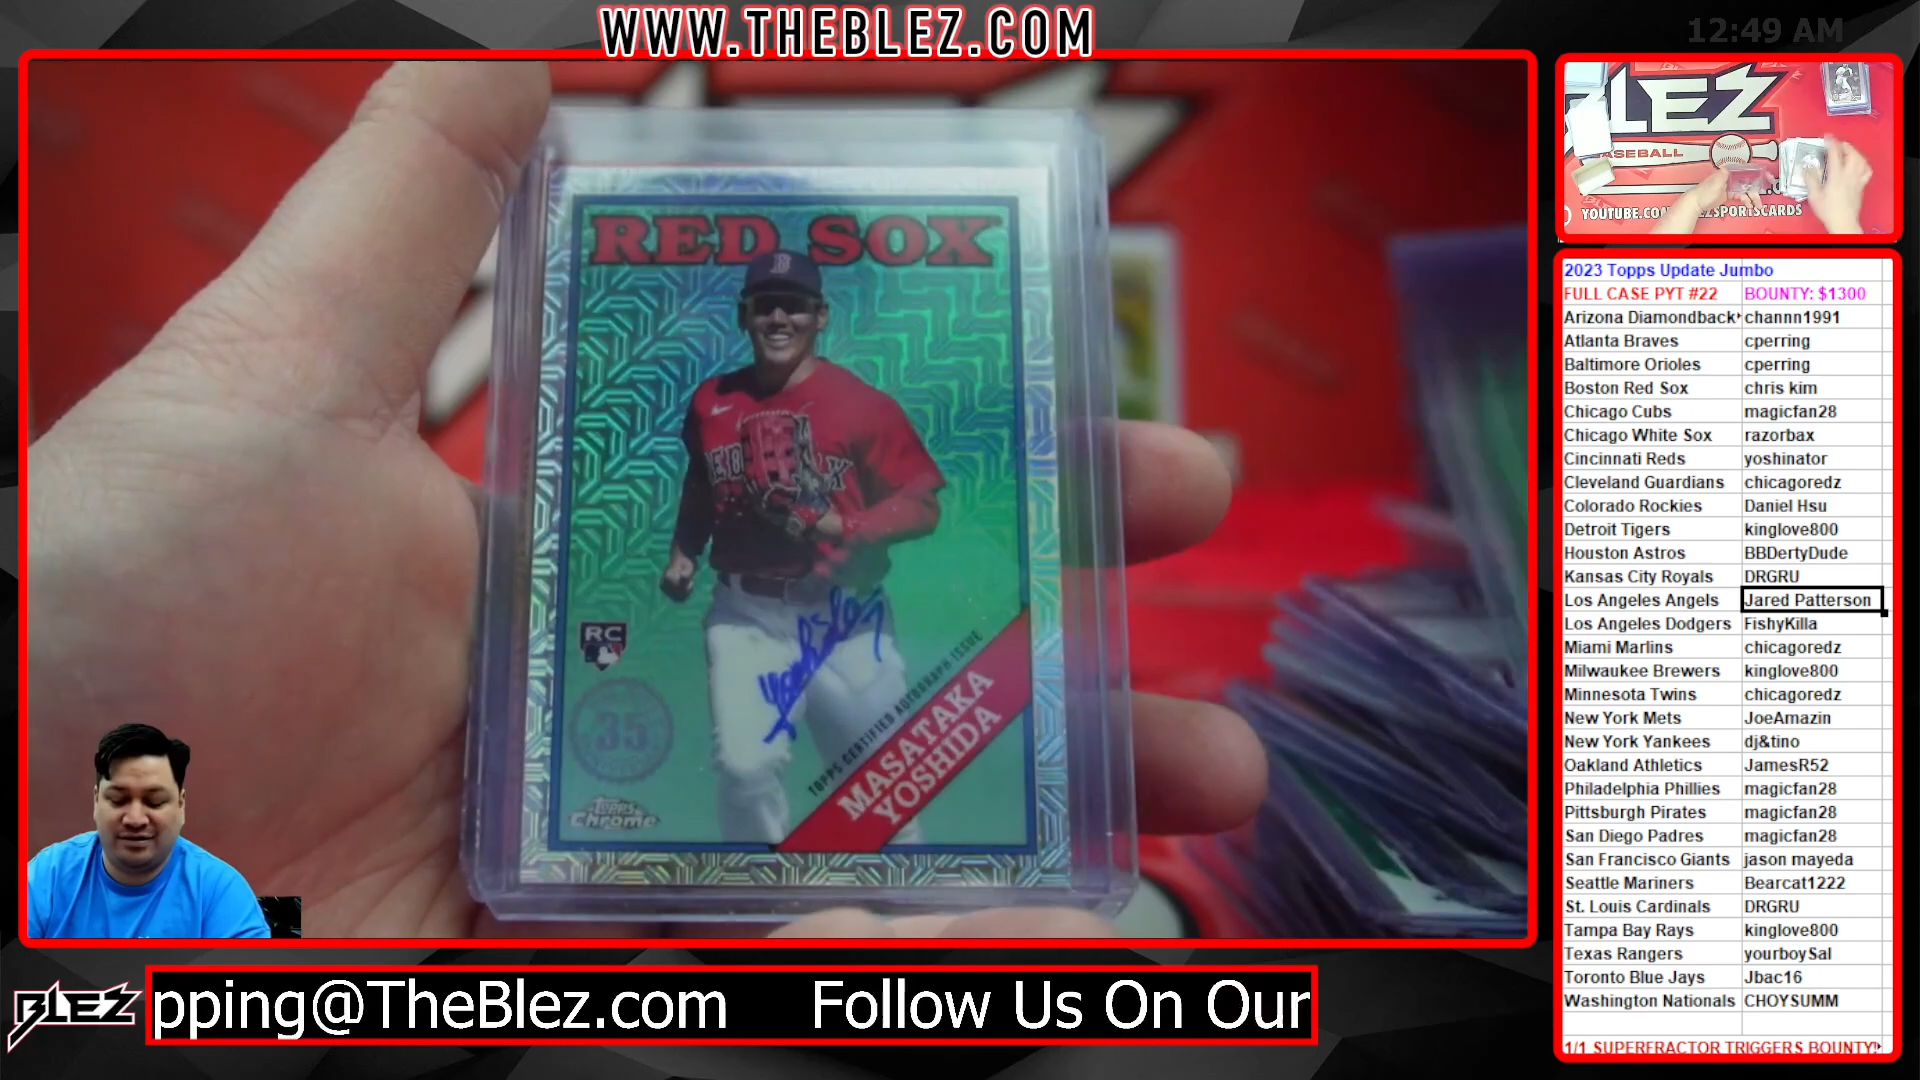 WWW.THEBLEZ.COM
12:49 AM
RED SOX
B
RC
35
Topps Chrome
TOPPS CERTIFIED AUTOGRAPH ISSUE
MASATAKA
YOSHIDA
BLEZ
BASEBALL
2023 Topps Update Jumbo
FULL CASE PYT #22 BOUNTY: $1300
Arizona Diamondback channn1991
Atlanta Braves cperring
Baltimore Orioles cperring
Boston Red Sox chris kim
Chicago Cubs magicfan28
Chicago White Sox razorbax
Cincinnati Reds yoshinator
Cleveland Guardians chicagoredz
Colorado Rockies Daniel Hsu
Detroit Tigers kinglove800
Houston Astros BBDertyDude
Kansas City Royals DRGRU
Los Angeles Angels Jared Patterson
Los Angeles Dodgers FishyKilla
Miami Marlins chicagoredz
Milwaukee Brewers kinglove800
Minnesota Twins chicagoredz
New York Mets JoeAmazin
New York Yankees dj&tino
Oakland Athletics JamesR52
Philadelphia Phillies magicfan28
Pittsburgh Pirates magicfan28
San Diego Padres magicfan28
San Francisco Giants jason mayeda
Seattle Mariners Bearcat1222
St. Louis Cardinals DRGRU
Tampa Bay Rays kinglove800
Texas Rangers yourboySal
Toronto Blue Jays Jbac16
Washington Nationals CHOYSUMM
1/1 SUPERFRACTOR TRIGGERS BOUNTY!
BLEZ
pping@TheBlez.com Follow Us On Our